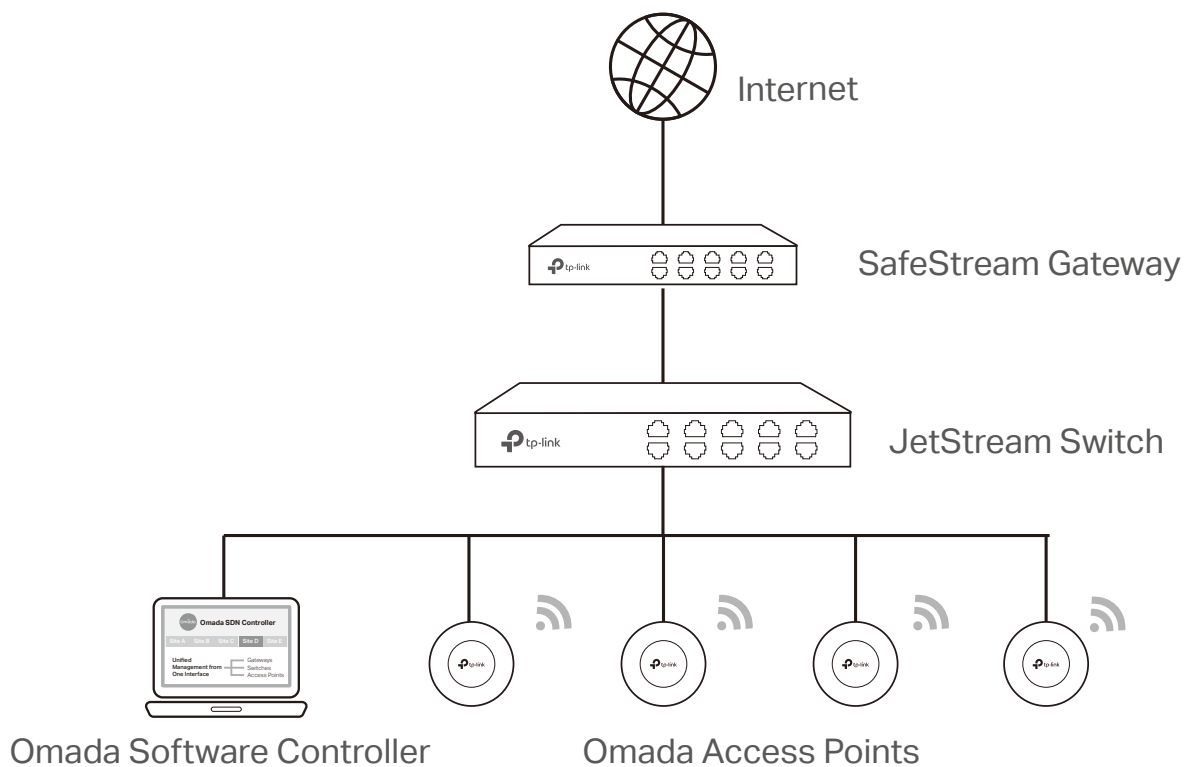 Internet
tp-link
SafeStream Gateway
tp-link
JetStream Switch
omada
Omada SDN Controller
Site A Site B Site C Site D Site E
Unified
Management from
One Interface
Gateways
Switches
Access Points
tp-link
tp-link
tp-link
tp-link
Omada Software Controller
Omada Access Points